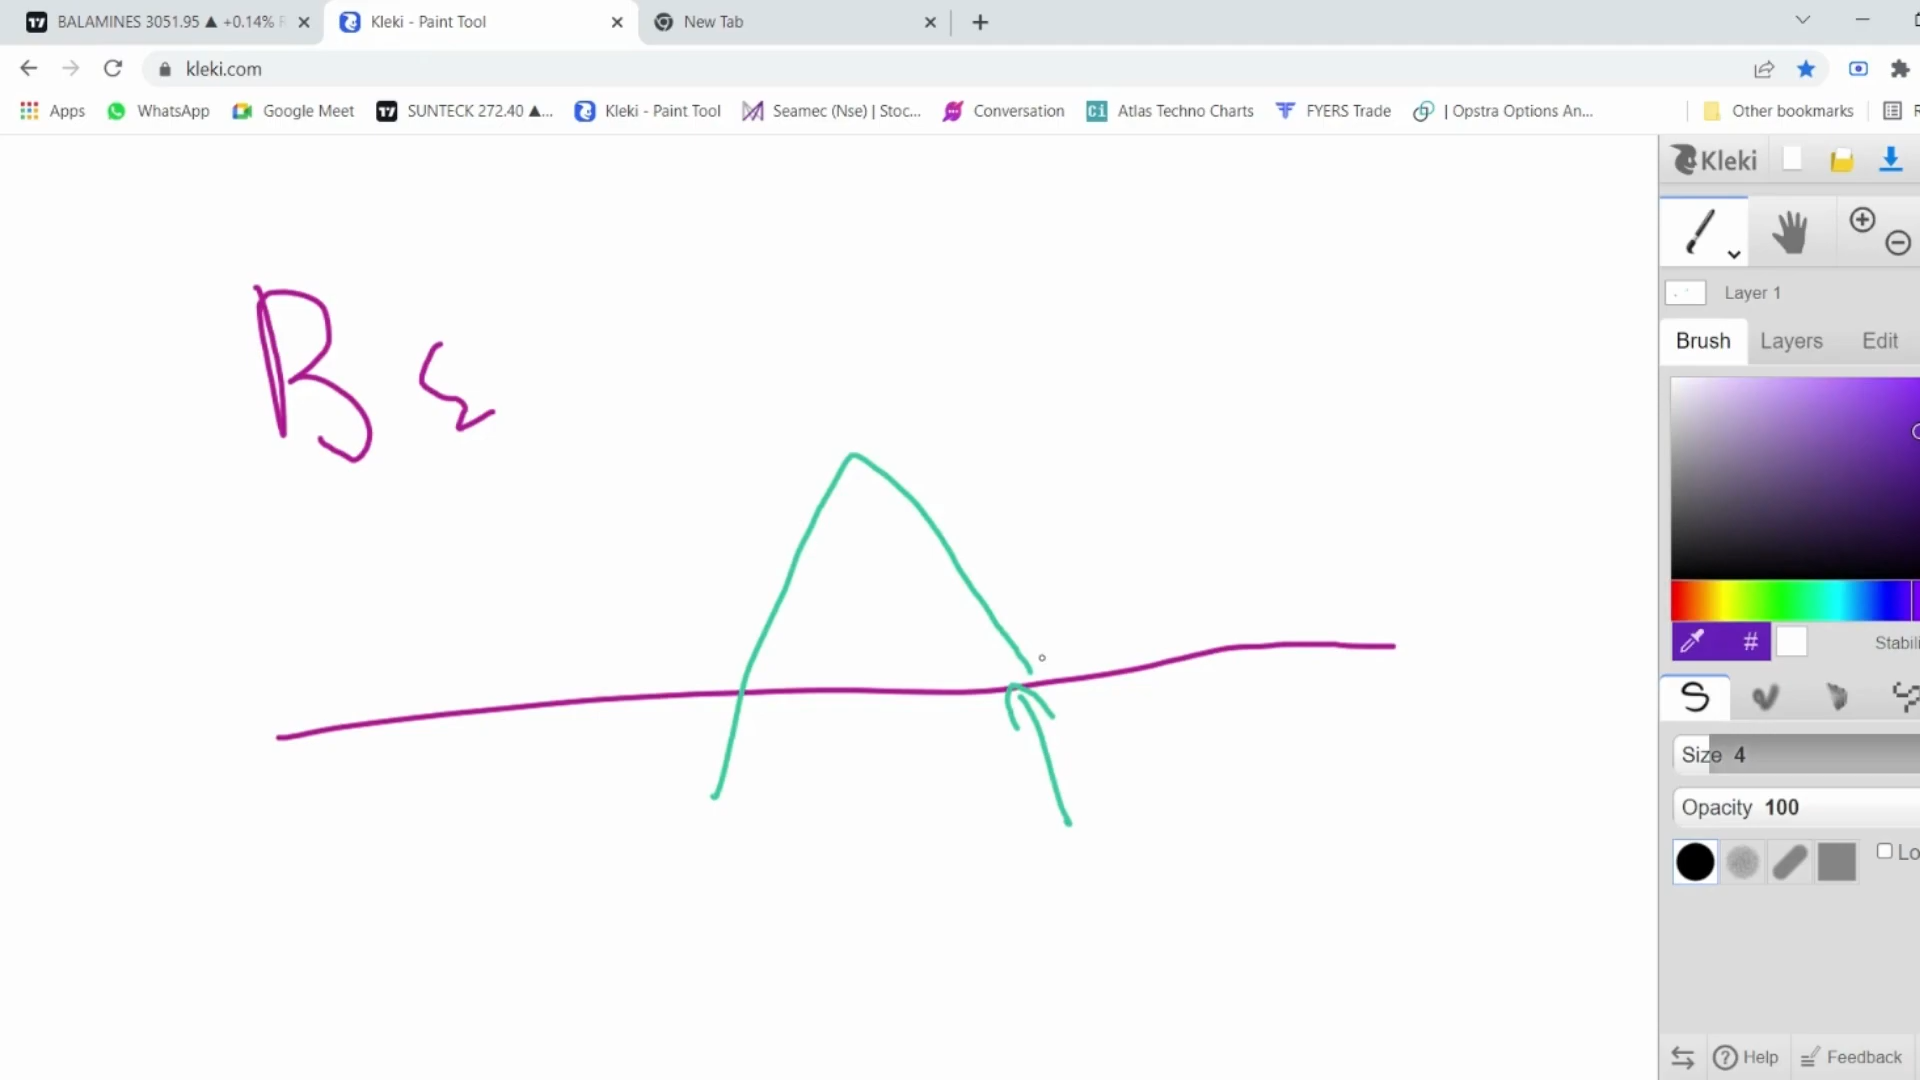 BALAMINES 3051.95 ▲ +0.14% Kleki - Paint Tool New Tab
kleki.com
Apps WhatsApp Google Meet SUNTECK 272.40 ▲... Kleki - Paint Tool Seamec (Nse) | Stoc... Conversation Atlas Techno Charts FYERS Trade | Opstra Options An... Other bookmarks
Kleki
Layer 1
Brush Layers Edit
B
# Stabili
Size 4
Opacity 100
Lo
Help Feedback